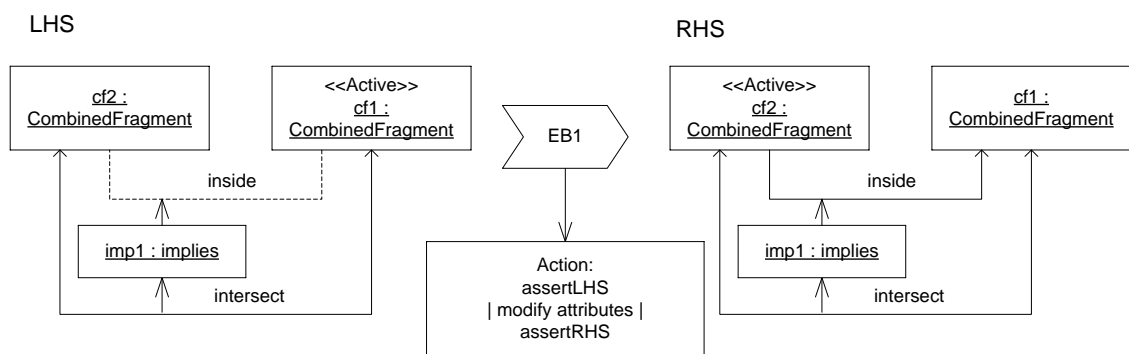 LHS
RHS
cf2 :
CombinedFragment
<<Active>>
cf1 :
CombinedFragment
inside
imp1 : implies
intersect
EB1
Action:
assertLHS
| modify attributes |
assertRHS
<<Active>>
cf2 :
CombinedFragment
cf1 :
CombinedFragment
inside
imp1 : implies
intersect